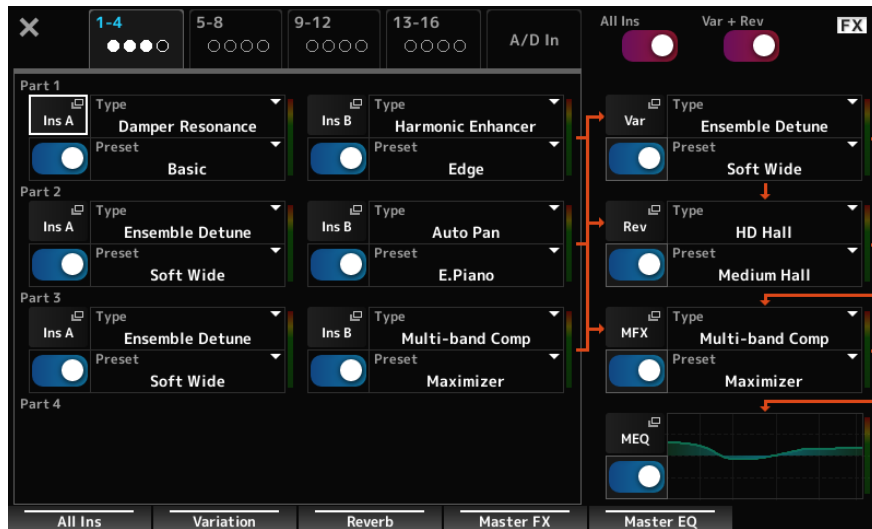 1-4 5-8 9-12 13-16 A/D In All Ins Var + Rev FX
Part 1
Ins A Type Damper Resonance Ins B Type Harmonic Enhancer Var Type Ensemble Detune
Preset Basic Preset Edge Preset Soft Wide
Part 2
Ins A Type Ensemble Detune Ins B Type Auto Pan Rev Type HD Hall
Preset Soft Wide Preset E.Piano Preset Medium Hall
Part 3
Ins A Type Ensemble Detune Ins B Type Multi-band Comp MFX Type Multi-band Comp
Preset Soft Wide Preset Maximizer Preset Maximizer
Part 4
MEQ
All Ins Variation Reverb Master FX Master EQ